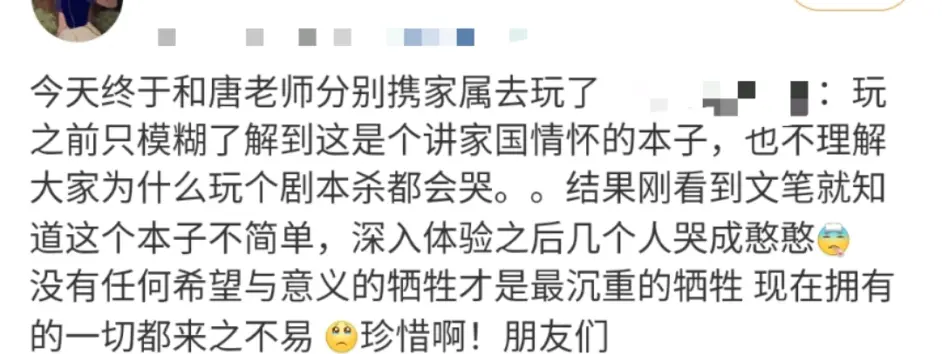 今天终于和唐老师分别携家属去玩了 ：玩
之前只模糊了解到这是个讲家国情怀的本子，也不理解
大家为什么玩个剧本杀都会哭。。结果刚看到文笔就知
道这个本子不简单，深入体验之后几个人哭成憨憨
没有任何希望与意义的牺牲才是最沉重的牺牲 现在拥有
的一切都来之不易 珍惜啊！朋友们